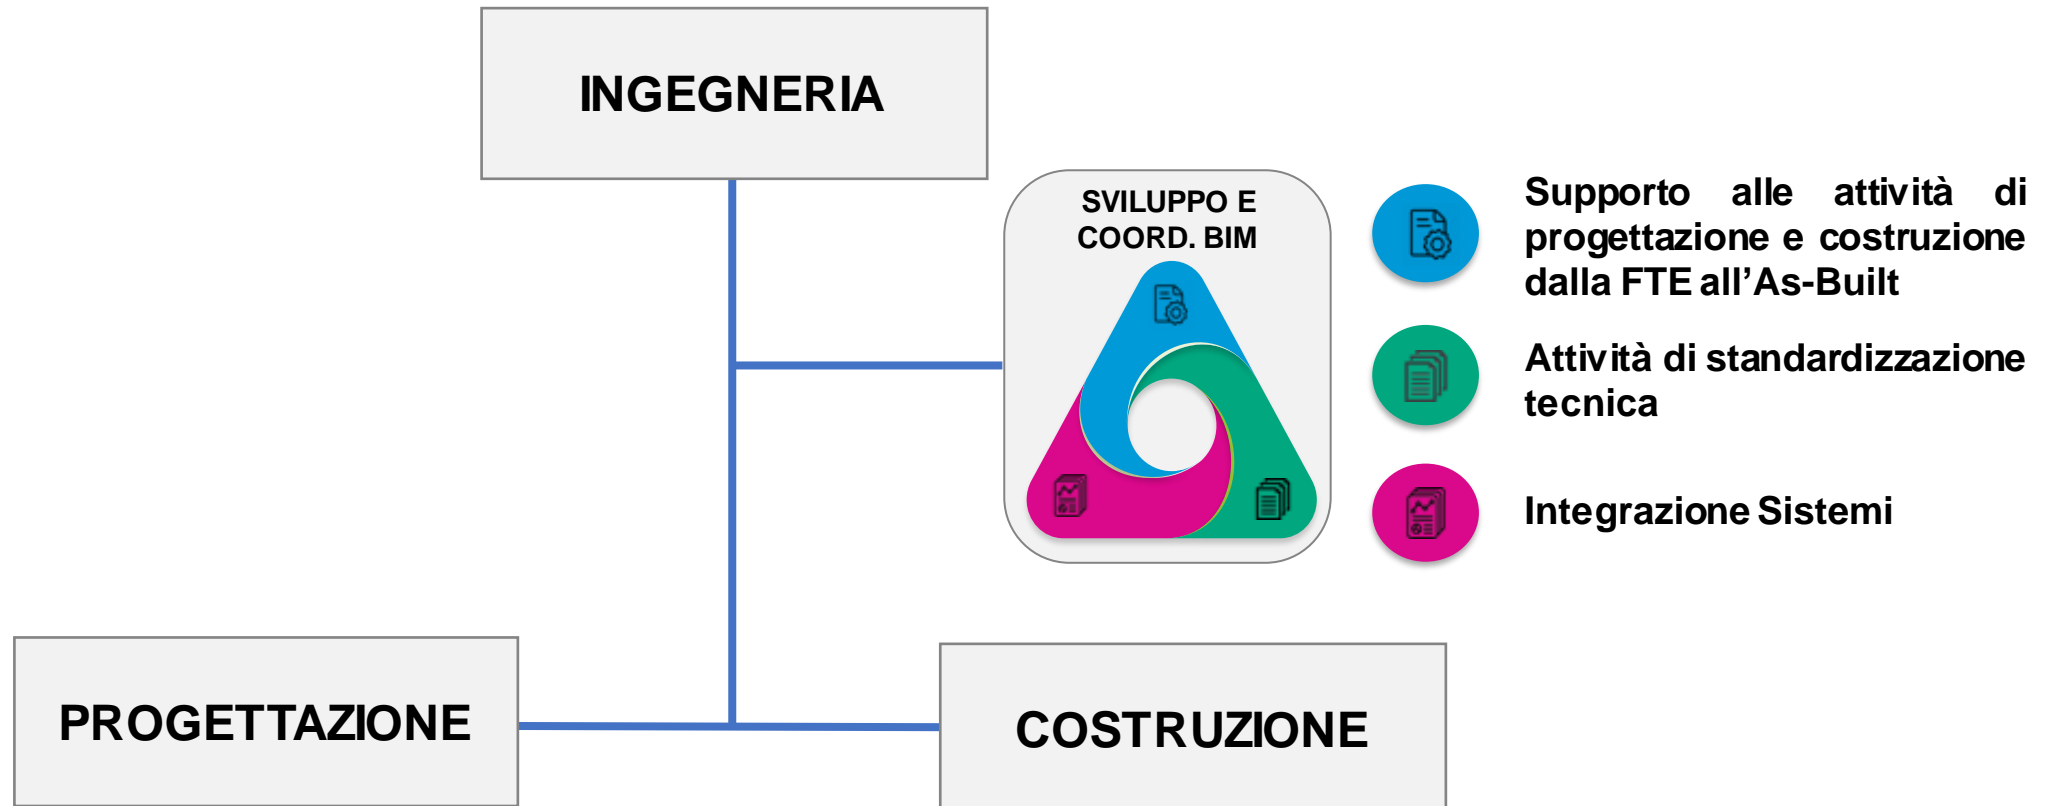 INGEGNERIA
SVILUPPO E
COORD. BIM
Supporto alle attività di
progettazione e costruzione
dalla FTE all’As-Built
Attività di standardizzazione
tecnica
Integrazione Sistemi
PROGETTAZIONE
COSTRUZIONE